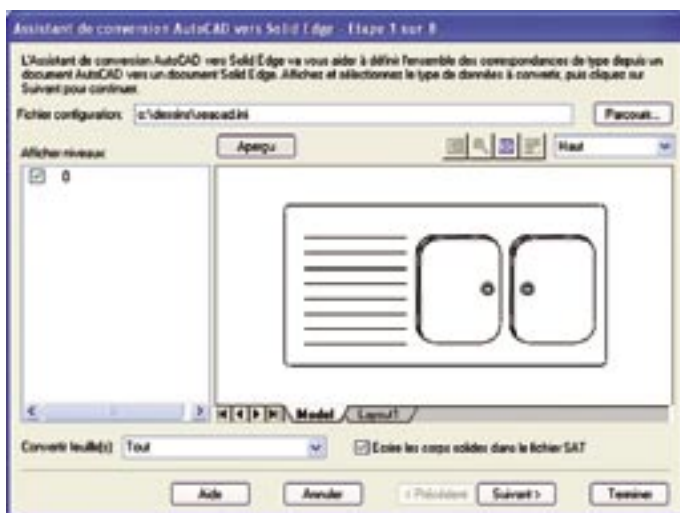 Assistant de conversion AutoCAD vers Solid Edge - Etape 1 sur 8
L'Assistant de conversion AutoCAD vers Solid Edge va vous aider à définir l'ensemble des correspondances de type depuis un
document AutoCAD vers un document Solid Edge. Affichez et sélectionnez le type de données à convertir, puis cliquez sur
Suivant pour continuer.
Fichier configuration: c:\dessins\seacad.ini Parcourir...
Afficher niveaux: Aperçu Haut
0
Model Layout1
Convertir feuille(s) Tout Ecrire les corps solides dans le fichier SAT
Aide Annuler < Précédent Suivant > Terminer